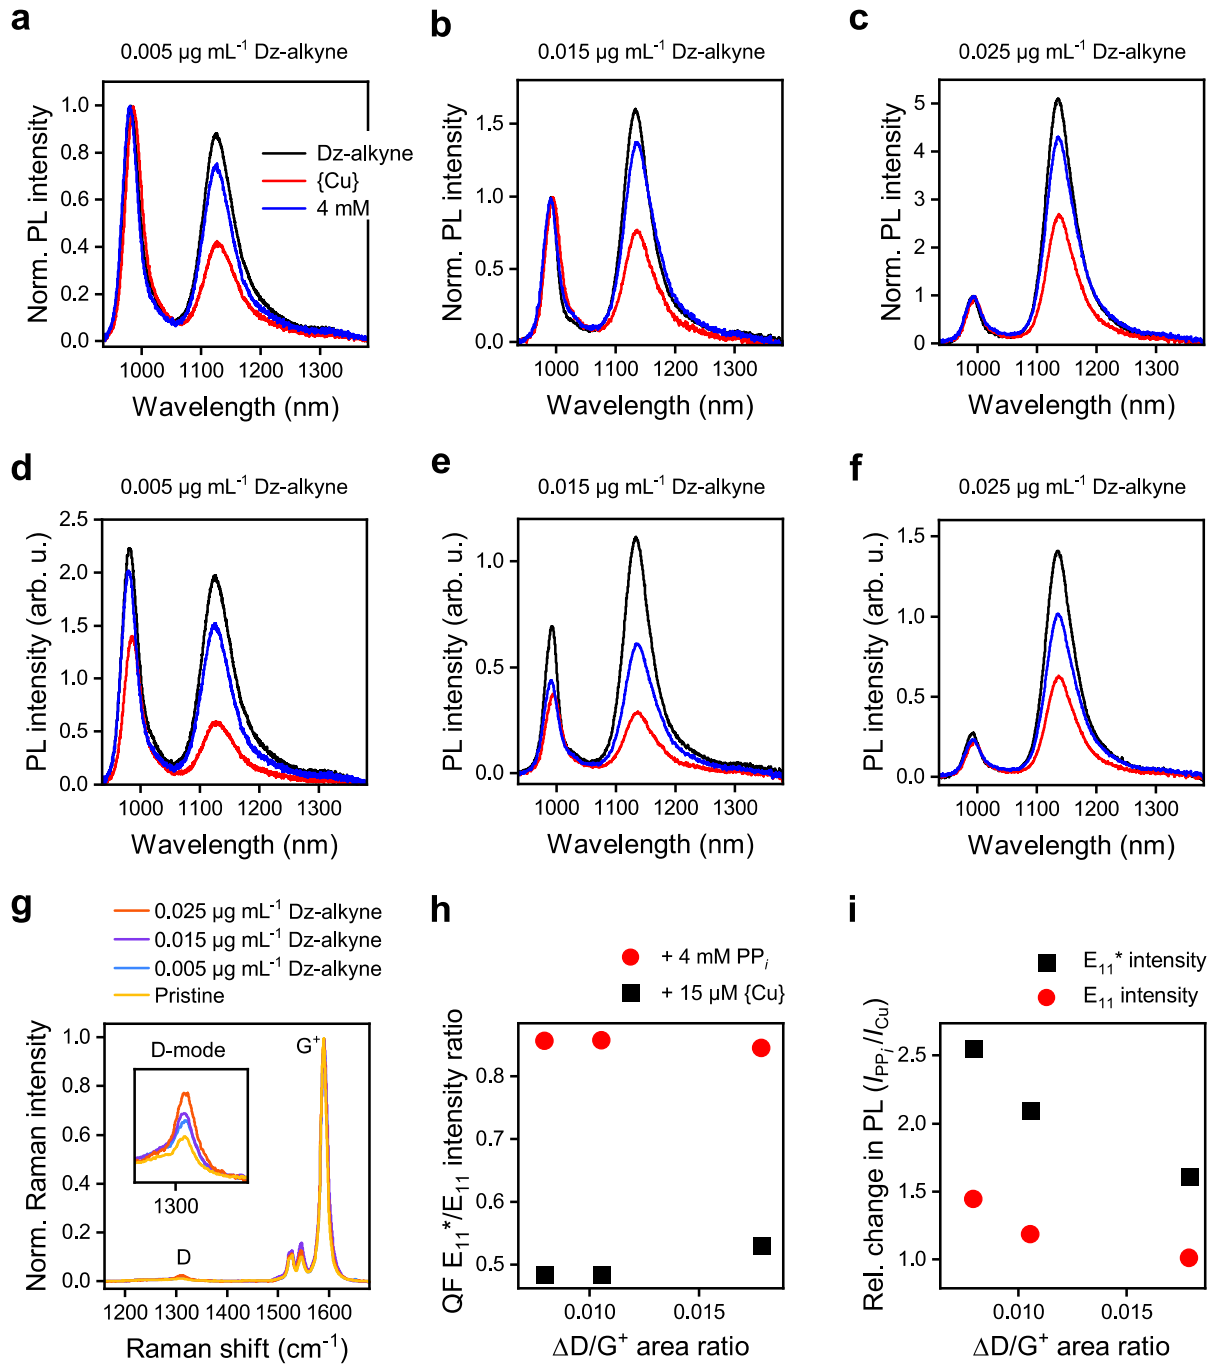 a
0.005 µg mL⁻¹ Dz-alkyne
Norm. PL intensity
1.0
0.8
0.6
0.4
0.2
0.0
Dz-alkyne
{Cu}
4 mM
1000 1100 1200 1300
Wavelength (nm)
b
0.015 µg mL⁻¹ Dz-alkyne
Norm. PL intensity
1.5
1.0
0.5
0.0
1000 1100 1200 1300
Wavelength (nm)
c
0.025 µg mL⁻¹ Dz-alkyne
Norm. PL intensity
5
4
3
2
1
0
1000 1100 1200 1300
Wavelength (nm)
d
0.005 µg mL⁻¹ Dz-alkyne
PL intensity (arb. u.)
2.5
2.0
1.5
1.0
0.5
0.0
1000 1100 1200 1300
Wavelength (nm)
e
0.015 µg mL⁻¹ Dz-alkyne
PL intensity (arb. u.)
1.0
0.5
0.0
1000 1100 1200 1300
Wavelength (nm)
f
0.025 µg mL⁻¹ Dz-alkyne
PL intensity (arb. u.)
1.5
1.0
0.5
0.0
1000 1100 1200 1300
Wavelength (nm)
g
0.025 µg mL⁻¹ Dz-alkyne
0.015 µg mL⁻¹ Dz-alkyne
0.005 µg mL⁻¹ Dz-alkyne
Pristine
Norm. Raman intensity
1.0
0.8
0.6
0.4
0.2
0.0
D-mode
1300
G⁺
D
1200 1300 1400 1500 1600
Raman shift (cm⁻¹)
h
+ 4 mM PPᵢ
+ 15 µM {Cu}
QF E₁₁*/E₁₁ intensity ratio
0.8
0.7
0.6
0.5
0.010 0.015
ΔD/G⁺ area ratio
i
E₁₁* intensity
E₁₁ intensity
Rel. change in PL (I_PPᵢ/I_Cu)
2.5
2.0
1.5
1.0
0.010 0.015
ΔD/G⁺ area ratio